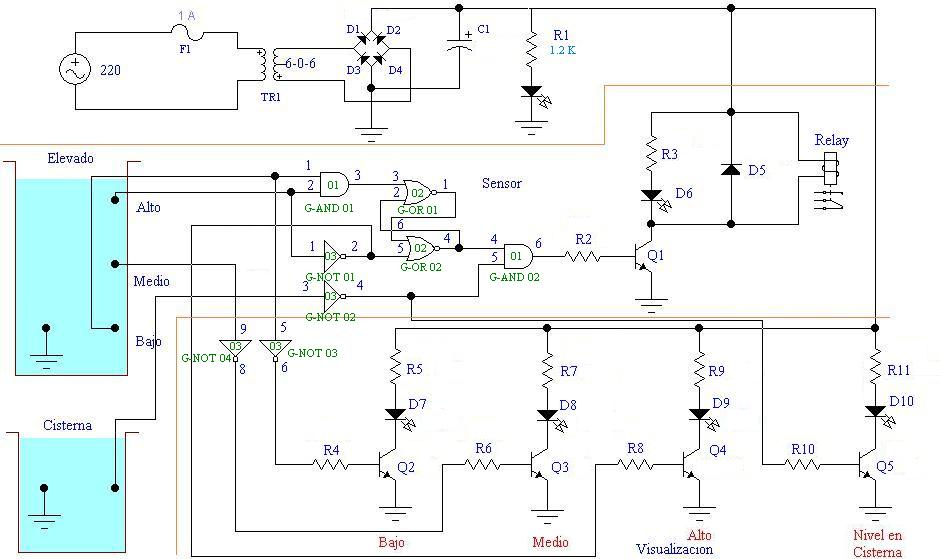 1 A
F1
220
TR1
6-0-6
D1 D2
D3 D4
+ C1
R1
1.2 K
Elevado
Alto
Medio
Bajo
Cisterna
1
2
01
3
G-AND 01
3
2
02
1
G-OR 01
Sensor
6
5
02
4
G-OR 02
1
03
2
G-NOT 01
3
03
4
G-NOT 02
4
5
01
6
G-AND 02
R2
Q1
R3
D6
D5
Relay
9
03
G-NOT 04
8
5
03
G-NOT 03
6
R5
D7
R4
Q2
Bajo
R7
D8
R6
Q3
Medio
R9
D9
R8
Q4
Alto
Visualizacion
R11
D10
R10
Q5
Nivel en
Cisterna